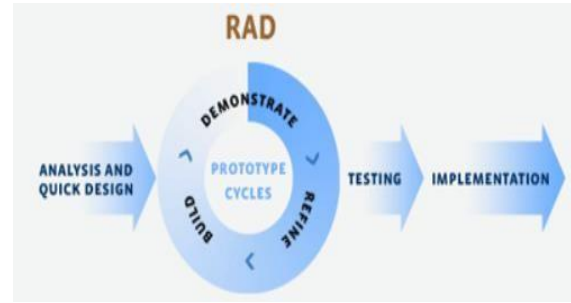 RAD
DEMONSTRATE
PROTOTYPE
CYCLES
REFINE
BUILD
ANALYSIS AND
QUICK DESIGN
TESTING
IMPLEMENTATION